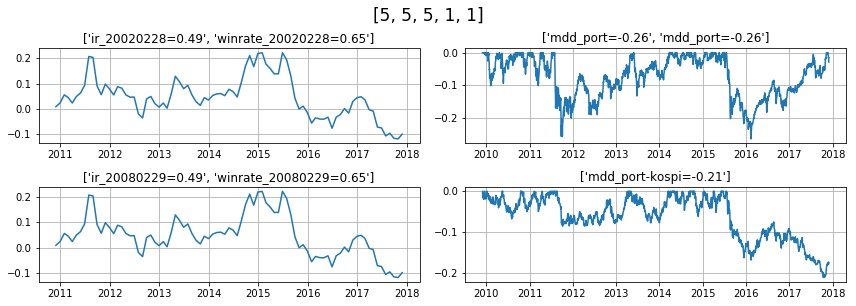 [5, 5, 5, 1, 1]
['ir_20020228=0.49', 'winrate_20020228=0.65']
0.2
0.1
0.0
−0.1
2011 2012 2013 2014 2015 2016 2017 2018
['mdd_port=-0.26', 'mdd_port=-0.26']
0.0
−0.1
−0.2
2010 2011 2012 2013 2014 2015 2016 2017 2018
['ir_20080229=0.49', 'winrate_20080229=0.65']
0.2
0.1
0.0
−0.1
2011 2012 2013 2014 2015 2016 2017 2018
['mdd_port-kospi=-0.21']
0.0
−0.1
−0.2
2010 2011 2012 2013 2014 2015 2016 2017 2018